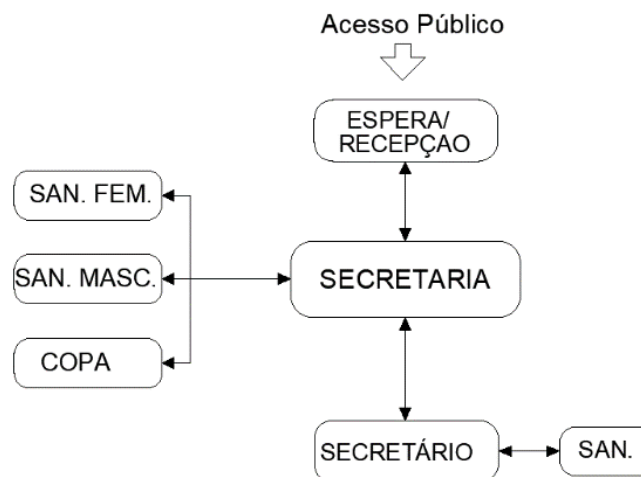 Acesso Público
ESPERA/
RECEPÇAO
SAN. FEM.
SAN. MASC.
SECRETARIA
COPA
SECRETÁRIO
SAN.